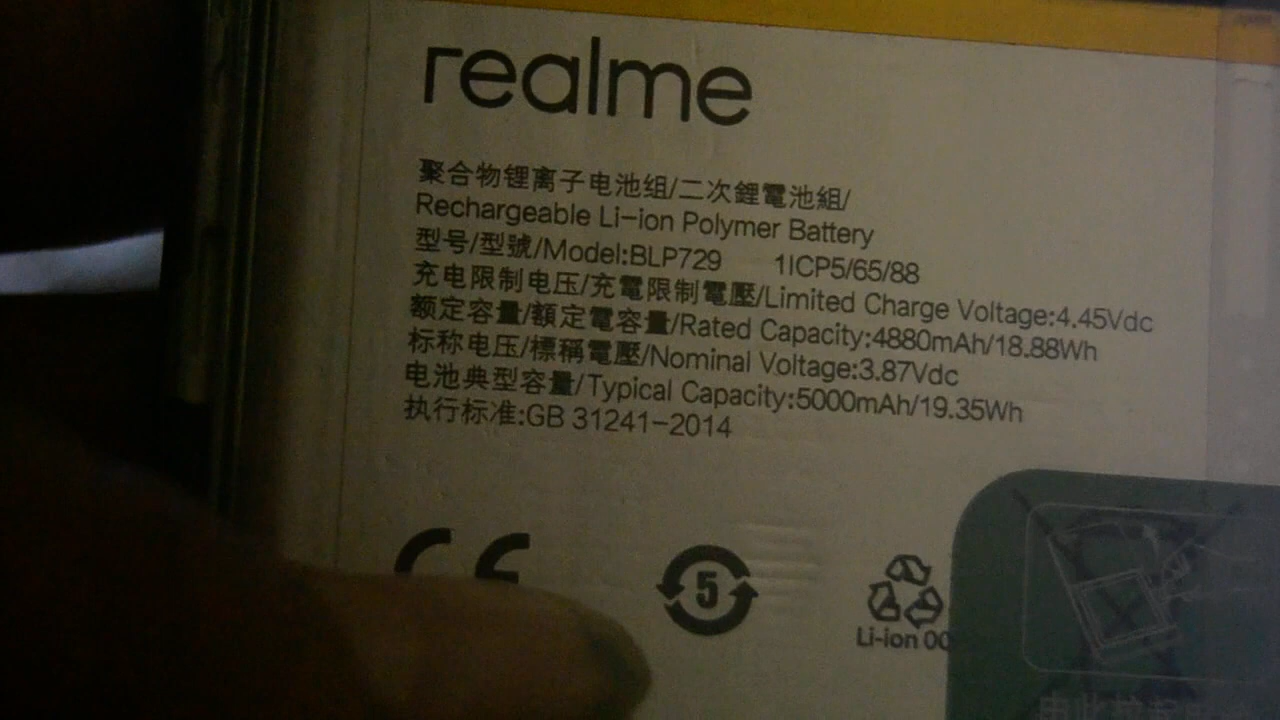 realme
聚合物锂离子电池组/二次鋰電池組/
Rechargeable Li-ion Polymer Battery
型号/型號/Model:BLP729 1ICP5/65/88
充电限制电压/充電限制電壓/Limited Charge Voltage:4.45Vdc
额定容量/額定電容量/Rated Capacity:4880mAh/18.88Wh
标称电压/標稱電壓/Nominal Voltage:3.87Vdc
电池典型容量/Typical Capacity:5000mAh/19.35Wh
执行标准:GB 31241-2014
CE
5
Li-ion 00